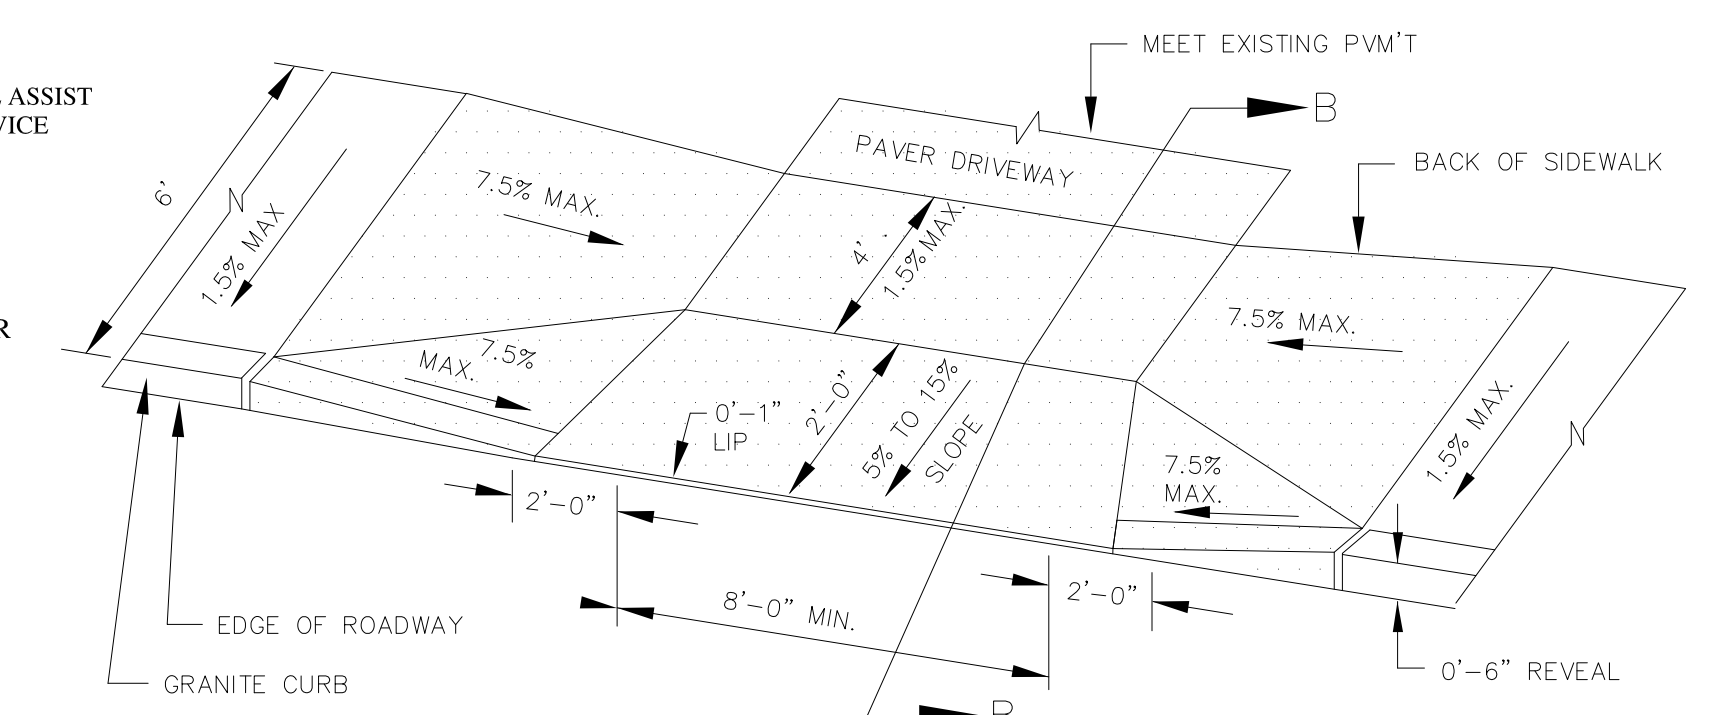 MEET EXISTING PVM'T
ASSIST
B
PAVER DRIVEWAY
BACK OF SIDEWALK
6'
7.5% MAX.
4'
1.5% MAX.
1.5% MAX
7.5% MAX.
7.5%
MAX.
2'-0"
5% TO 15%
SLOPE
0'-1"
LIP
1.5% MAX.
7.5%
MAX.
2'-0"
2'-0"
8'-0" MIN.
EDGE OF ROADWAY
GRANITE CURB
0'-6" REVEAL
B